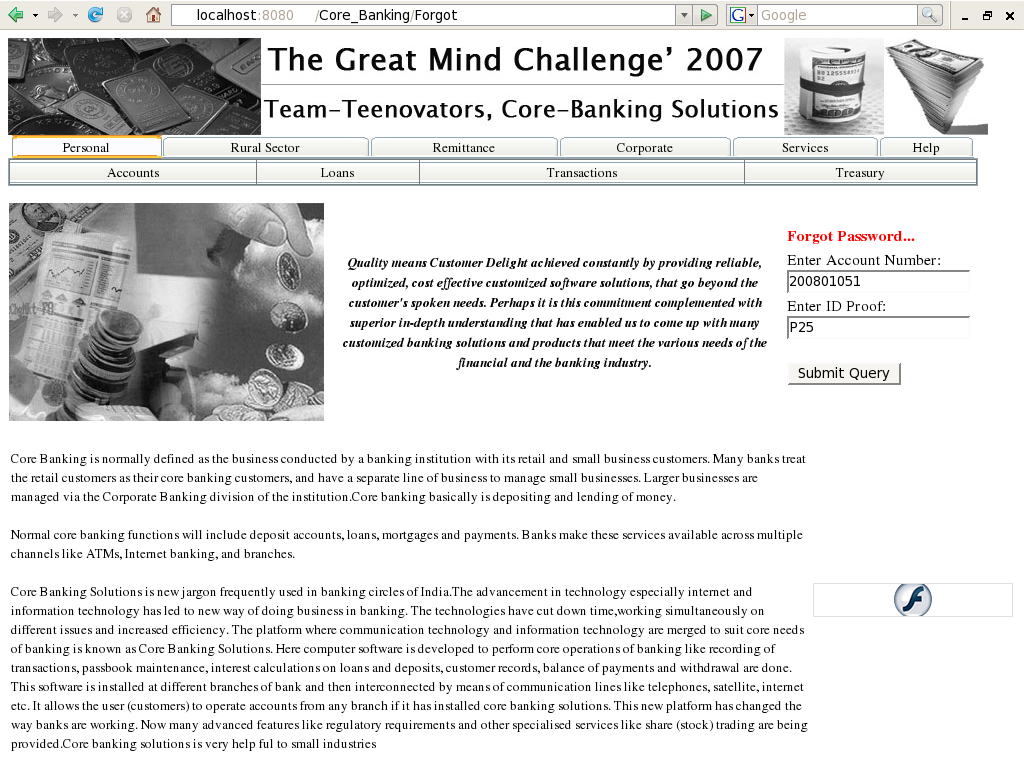 localhost:8080 /Core_Banking/Forgot
Google
The Great Mind Challenge’ 2007
Team-Teenovators, Core-Banking Solutions
Personal Rural Sector Remittance Corporate Services Help
Accounts Loans Transactions Treasury
Quality means Customer Delight achieved constantly by providing reliable,
optimized, cost effective customized software solutions, that go beyond the
customer's spoken needs. Perhaps it is this commitment complemented with
superior in-depth understanding that has enabled us to come up with many
customized banking solutions and products that meet the various needs of the
financial and the banking industry.
Forgot Password...
Enter Account Number:
200801051
Enter ID Proof:
P25
Submit Query
Core Banking is normally defined as the business conducted by a banking institution with its retail and small business customers. Many banks treat
the retail customers as their core banking customers, and have a separate line of business to manage small businesses. Larger businesses are
managed via the Corporate Banking division of the institution.Core banking basically is depositing and lending of money.
Normal core banking functions will include deposit accounts, loans, mortgages and payments. Banks make these services available across multiple
channels like ATMs, Internet banking, and branches.
Core Banking Solutions is new jargon frequently used in banking circles of India.The advancement in technology especially internet and
information technology has led to new way of doing business in banking. The technologies have cut down time,working simultaneously on
different issues and increased efficiency. The platform where communication technology and information technology are merged to suit core needs
of banking is known as Core Banking Solutions. Here computer software is developed to perform core operations of banking like recording of
transactions, passbook maintenance, interest calculations on loans and deposits, customer records, balance of payments and withdrawal are done.
This software is installed at different branches of bank and then interconnected by means of communication lines like telephones, satellite, internet
etc. It allows the user (customers) to operate accounts from any branch if it has installed core banking solutions. This new platform has changed the
way banks are working. Now many advanced features like regulatory requirements and other specialised services like share (stock) trading are being
provided.Core banking solutions is very help ful to small industries